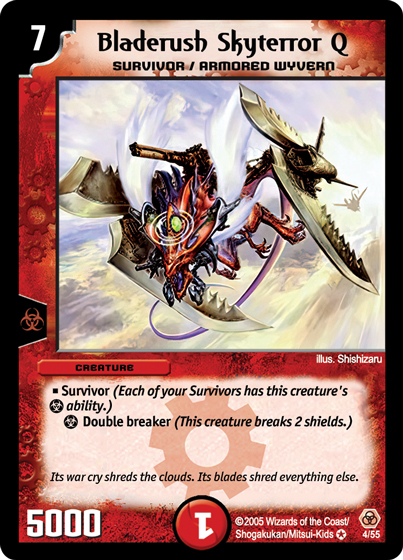 7 Bladerush Skyterror Q
SURVIVOR / ARMORED WYVERN
illus. Shishizaru
CREATURE
▪ Survivor (Each of your Survivors has this creature's
☣ ability.)
☣ Double breaker (This creature breaks 2 shields.)
Its war cry shreds the clouds. Its blades shred everything else.
5000
1
©2005 Wizards of the Coast/
Shogakukan/Mitsui-Kids ✪ 4/55